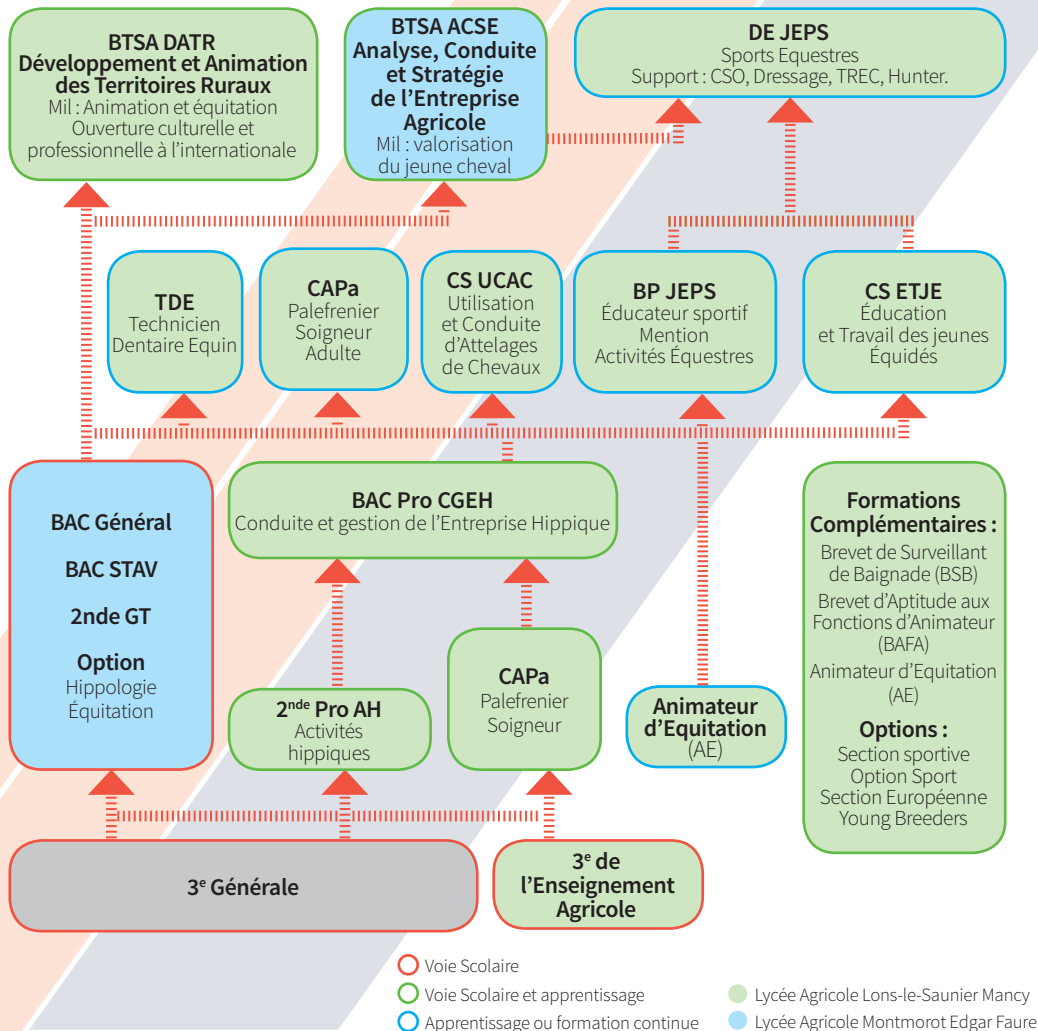 BTSA DATR
Développement et Animation
des Territoires Ruraux
Mil : Animation et équitation
Ouverture culturelle et
professionnelle à l’internationale
BTSA ACSE
Analyse, Conduite
et Stratégie
de l’Entreprise
Agricole
Mil : valorisation
du jeune cheval
DE JEPS
Sports Equestres
Support : CSO, Dressage, TREC, Hunter.
TDE
Technicien
Dentaire Equin
CAPa
Palefrenier
Soigneur
Adulte
CS UCAC
Utilisation
et Conduite
d’Attelages
de Chevaux
BP JEPS
Éducateur sportif
Mention
Activités Équestres
CS ETJE
Éducation
et Travail des jeunes
Équidés
BAC Général
BAC STAV
2nde GT
Option
Hippologie
Équitation
BAC Pro CGEH
Conduite et gestion de l’Entreprise Hippique
2nde Pro AH
Activités
hippiques
CAPa
Palefrenier
Soigneur
Animateur
d’Equitation
(AE)
Formations
Complémentaires :
Brevet de Surveillant
de Baignade (BSB)
Brevet d’Aptitude aux
Fonctions d’Animateur
(BAFA)
Animateur d’Equitation
(AE)
Options :
Section sportive
Option Sport
Section Européenne
Young Breeders
3e Générale
3e de
l’Enseignement
Agricole
Voie Scolaire
Voie Scolaire et apprentissage
Apprentissage ou formation continue
Lycée Agricole Lons-le-Saunier Mancy
Lycée Agricole Montmorot Edgar Faure